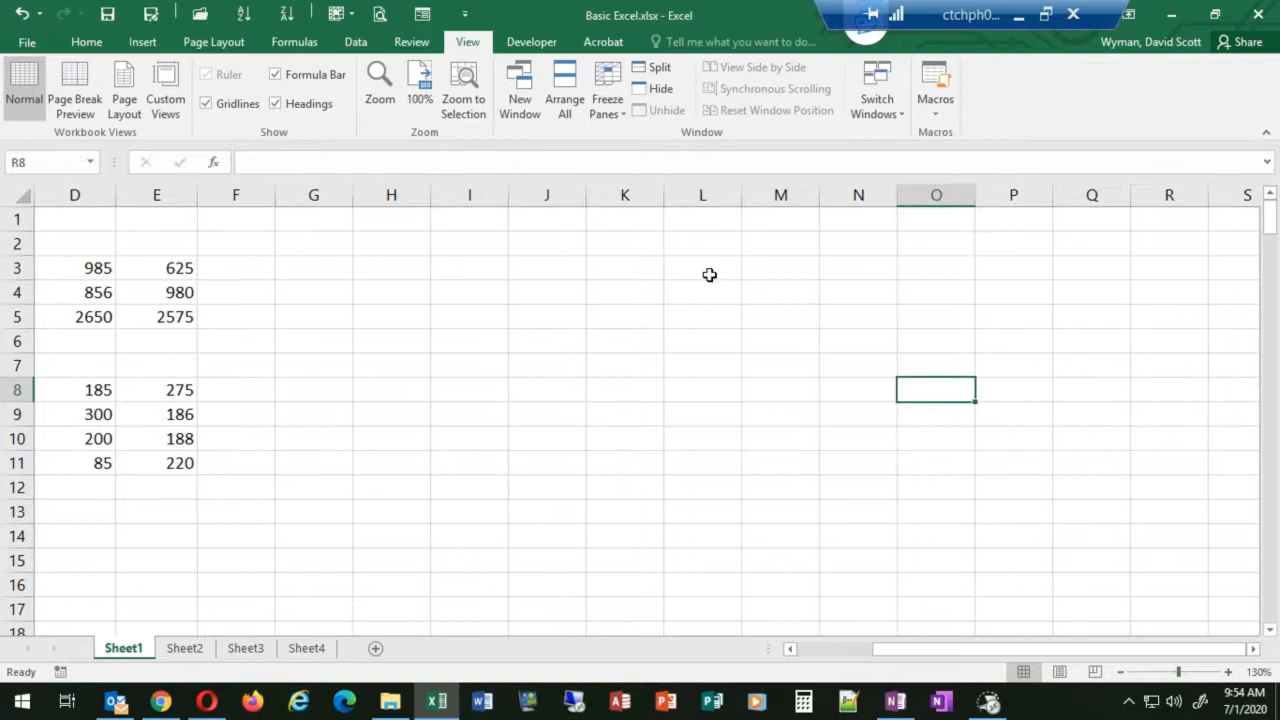 Basic Excel.xlsx - Excel
ctchph0...
File Home Insert Page Layout Formulas Data Review View Developer Acrobat Tell me what you want to do... Wyman, David Scott Share
Normal
Page Break
Preview
Page
Layout
Custom
Views
Workbook Views
Ruler
Formula Bar
Gridlines
Headings
Show
Zoom
100%
Zoom to
Selection
Zoom
New
Window
Arrange
All
Freeze
Panes
Split
Hide
Unhide
View Side by Side
Synchronous Scrolling
Reset Window Position
Window
Switch
Windows
Macros
Macros
R8 fx
D E F G H I J K L M N O P Q R S
1
2
3 985 625
4 856 980
5 2650 2575
6
7
8 185 275
9 300 186
10 200 188
11 85 220
12
13
14
15
16
17
18
Sheet1 Sheet2 Sheet3 Sheet4
Ready 130%
9:54 AM
7/1/2020